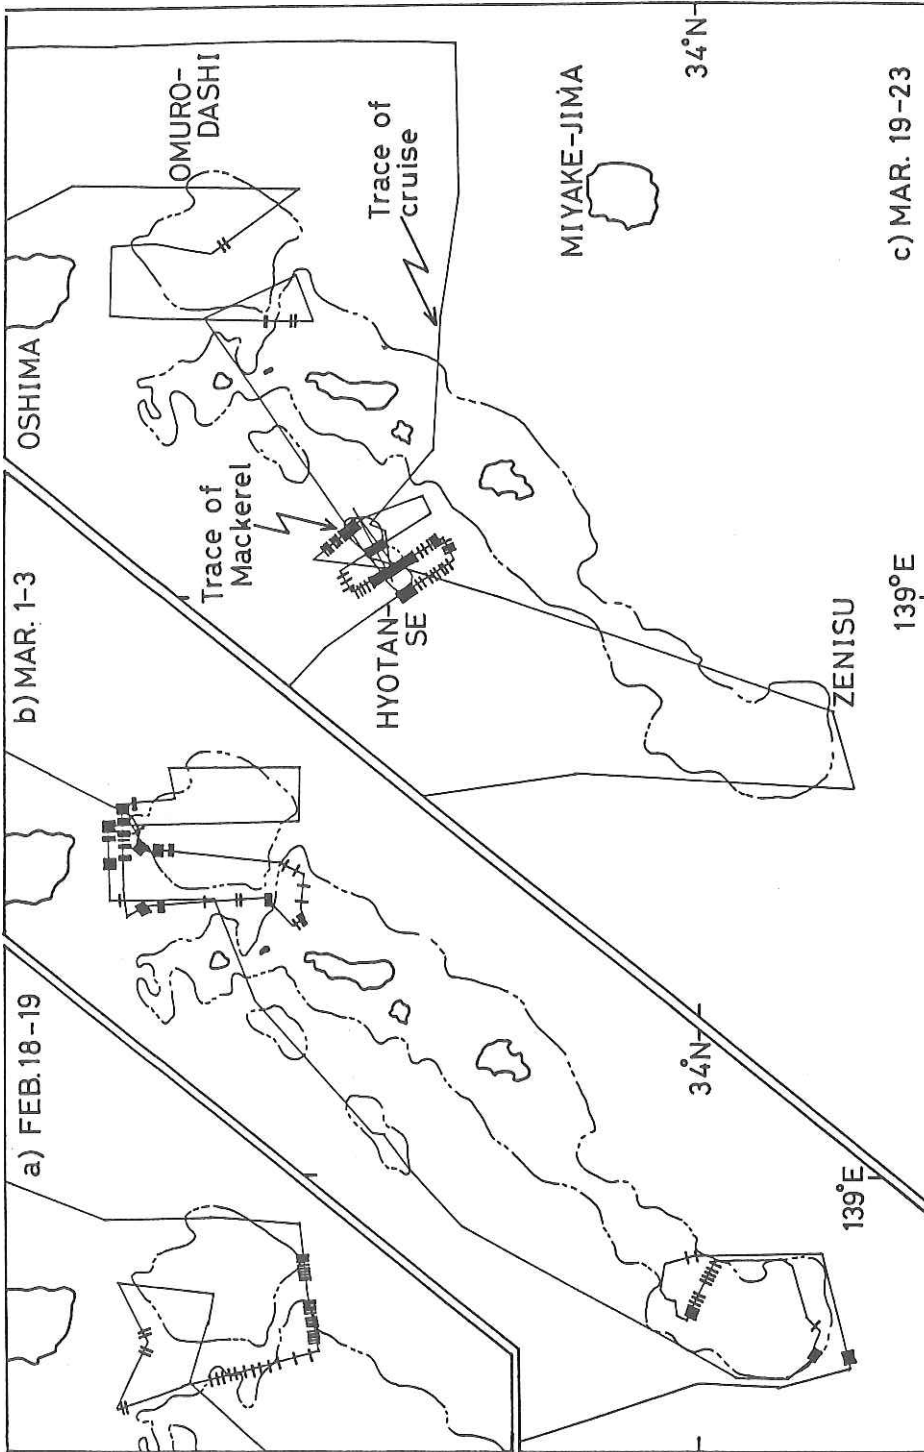 a) FEB. 18-19
b) MAR. 1-3
139°E
34°N
OSHIMA
OMURO-
DASHI
Trace of
Mackerel
Trace of
cruise
HYOTAN-
SE
MIYAKE-JIMA
ZENISU
139°E
34°N
c) MAR. 19-23